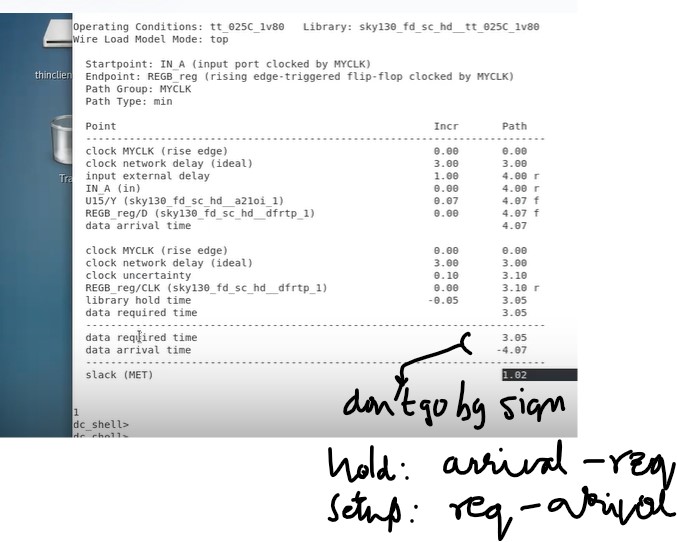 Operating Conditions: tt_025C_1v80   Library: sky130_fd_sc_hd__tt_025C_1v80
Wire Load Model Mode: top
Startpoint: IN_A (input port clocked by MYCLK)
Endpoint: REGB_reg (rising edge-triggered flip-flop clocked by MYCLK)
Path Group: MYCLK
Path Type: min
Point Incr Path
clock MYCLK (rise edge) 0.00 0.00
clock network delay (ideal) 3.00 3.00
input external delay 1.00 4.00 r
IN_A (in) 0.00 4.00 r
U15/Y (sky130_fd_sc_hd__a21oi_1) 0.07 4.07 f
REGB_reg/D (sky130_fd_sc_hd__dfrtp_1) 0.00 4.07 f
data arrival time 4.07
clock MYCLK (rise edge) 0.00 0.00
clock network delay (ideal) 3.00 3.00
clock uncertainty 0.10 3.10
REGB_reg/CLK (sky130_fd_sc_hd__dfrtp_1) 0.00 3.10 r
library hold time -0.05 3.05
data required time 3.05
data required time 3.05
data arrival time -4.07
slack (MET) 1.02
1
dc_shell>
dc_shell>
thinclien
Tra
don't go by sign
hold: arrival - req
setup: req - arrival